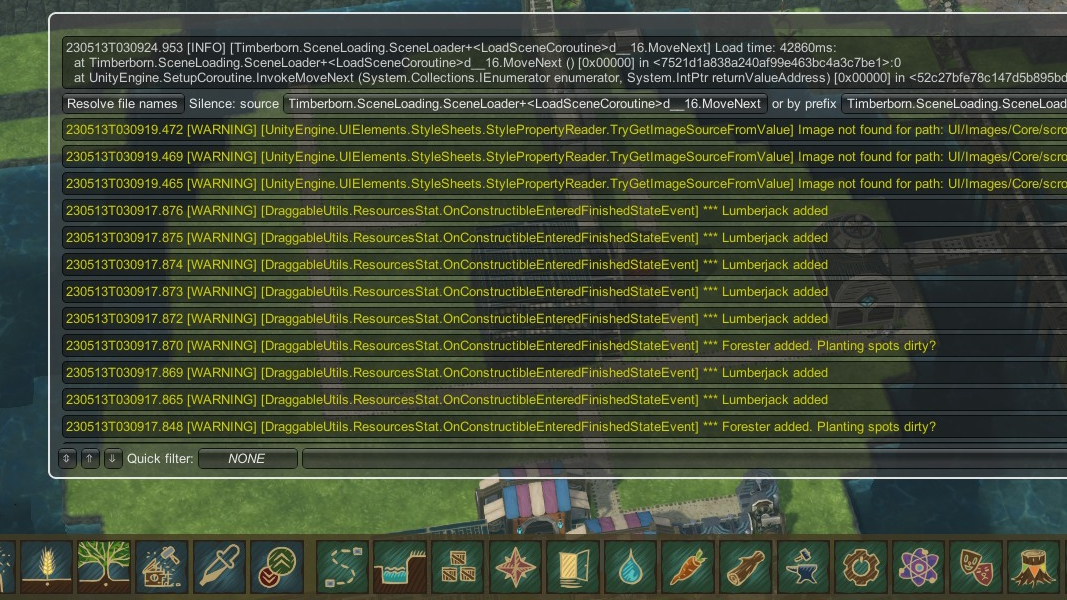 230513T030924.953 [INFO] [Timberborn.SceneLoading.SceneLoader+<LoadSceneCoroutine>d__16.MoveNext] Load time: 42860ms:
at Timberborn.SceneLoading.SceneLoader+<LoadSceneCoroutine>d__16.MoveNext () [0x00000] in <7521d1a838a240af99e463bc4a3c7be1>:0
at UnityEngine.SetupCoroutine.InvokeMoveNext (System.Collections.IEnumerator enumerator, System.IntPtr returnValueAddress) [0x00000] in <52c27bfe78c147d5b895bd
Resolve file names Silence: source Timberborn.SceneLoading.SceneLoader+<LoadSceneCoroutine>d__16.MoveNext or by prefix Timberborn.SceneLoading.SceneLoad
230513T030919.472 [WARNING] [UnityEngine.UIElements.StyleSheets.StylePropertyReader.TryGetImageSourceFromValue] Image not found for path: UI/Images/Core/scro
230513T030919.469 [WARNING] [UnityEngine.UIElements.StyleSheets.StylePropertyReader.TryGetImageSourceFromValue] Image not found for path: UI/Images/Core/scro
230513T030919.465 [WARNING] [UnityEngine.UIElements.StyleSheets.StylePropertyReader.TryGetImageSourceFromValue] Image not found for path: UI/Images/Core/scro
230513T030917.876 [WARNING] [DraggableUtils.ResourcesStat.OnConstructibleEnteredFinishedStateEvent] *** Lumberjack added
230513T030917.875 [WARNING] [DraggableUtils.ResourcesStat.OnConstructibleEnteredFinishedStateEvent] *** Lumberjack added
230513T030917.874 [WARNING] [DraggableUtils.ResourcesStat.OnConstructibleEnteredFinishedStateEvent] *** Lumberjack added
230513T030917.873 [WARNING] [DraggableUtils.ResourcesStat.OnConstructibleEnteredFinishedStateEvent] *** Lumberjack added
230513T030917.872 [WARNING] [DraggableUtils.ResourcesStat.OnConstructibleEnteredFinishedStateEvent] *** Lumberjack added
230513T030917.870 [WARNING] [DraggableUtils.ResourcesStat.OnConstructibleEnteredFinishedStateEvent] *** Forester added. Planting spots dirty?
230513T030917.869 [WARNING] [DraggableUtils.ResourcesStat.OnConstructibleEnteredFinishedStateEvent] *** Lumberjack added
230513T030917.865 [WARNING] [DraggableUtils.ResourcesStat.OnConstructibleEnteredFinishedStateEvent] *** Lumberjack added
230513T030917.848 [WARNING] [DraggableUtils.ResourcesStat.OnConstructibleEnteredFinishedStateEvent] *** Forester added. Planting spots dirty?
⇕ ⇑ ⇓ Quick filter: NONE